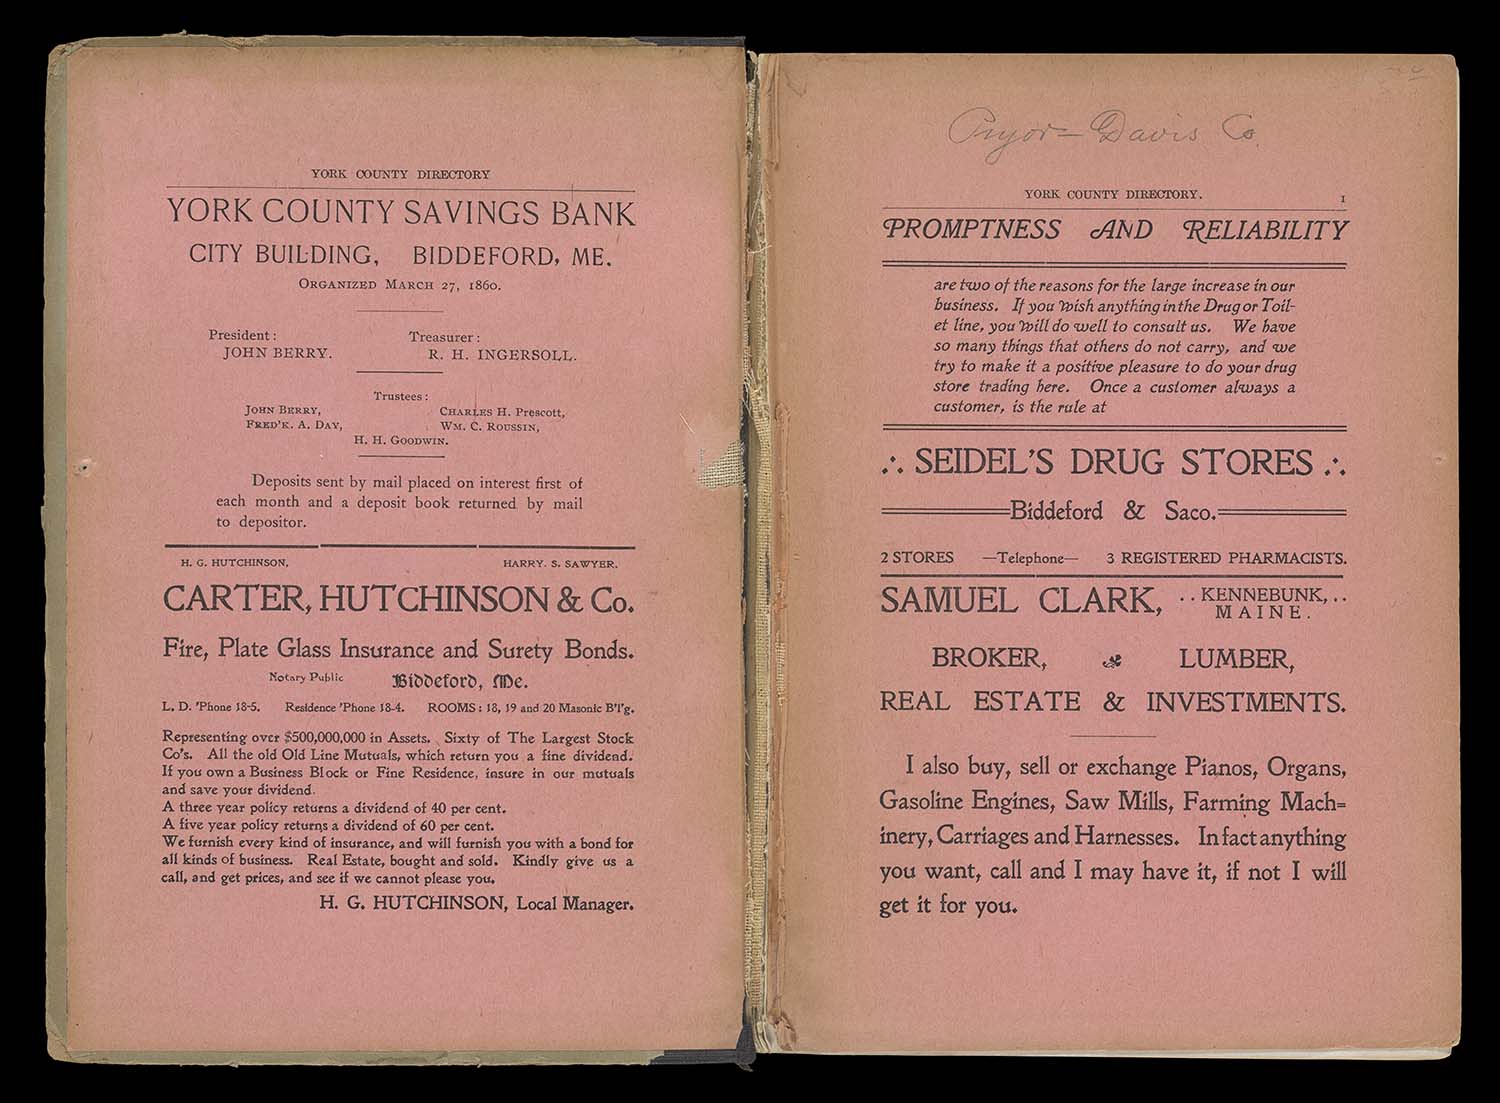 YORK COUNTY DIRECTORY
YORK COUNTY SAVINGS BANK
CITY BUILDING, BIDDEFORD, ME.
ORGANIZED MARCH 27, 1860.
President: Treasurer:
JOHN BERRY. R. H. INGERSOLL.
Trustees:
JOHN BERRY, CHARLES H. Prescott,
FRED'K. A. DAY, WM. C. ROUSSIN,
H. H. GOODWIN.
Deposits sent by mail placed on interest first of
each month and a deposit book returned by mail
to depositor.
H. G. HUTCHINSON, HARRY. S. SAWYER.
CARTER, HUTCHINSON & Co.
Fire, Plate Glass Insurance and Surety Bonds.
Notary Public Biddeford, Me.
L. D. 'Phone 18-5. Residence 'Phone 18-4. ROOMS: 18, 19 and 20 Masonic B'l'g.
Representing over $500,000,000 in Assets. Sixty of The Largest Stock
Co's. All the old Old Line Mutuals, which return you a fine dividend.
If you own a Business Block or Fine Residence, insure in our mutuals
and save your dividend.
A three year policy returns a dividend of 40 per cent.
A five year policy returns a dividend of 60 per cent.
We furnish every kind of insurance, and will furnish you with a bond for
all kinds of business. Real Estate, bought and sold. Kindly give us a
call, and get prices, and see if we cannot please you.
H. G. HUTCHINSON, Local Manager.
Pryor = Davis Co.
YORK COUNTY DIRECTORY. 1
PROMPTNESS AND RELIABILITY
are two of the reasons for the large increase in our
business. If you wish anything in the Drug or Toil-
et line, you will do well to consult us. We have
so many things that others do not carry, and we
try to make it a positive pleasure to do your drug
store trading here. Once a customer always a
customer, is the rule at
∴ SEIDEL'S DRUG STORES ∴
Biddeford & Saco.
2 STORES —Telephone— 3 REGISTERED PHARMACISTS.
SAMUEL CLARK, . . KENNEBUNK, . .
MAINE.
BROKER, LUMBER,
REAL ESTATE & INVESTMENTS.
I also buy, sell or exchange Pianos, Organs,
Gasoline Engines, Saw Mills, Farming Mach=
inery, Carriages and Harnesses. In fact anything
you want, call and I may have it, if not I will
get it for you.